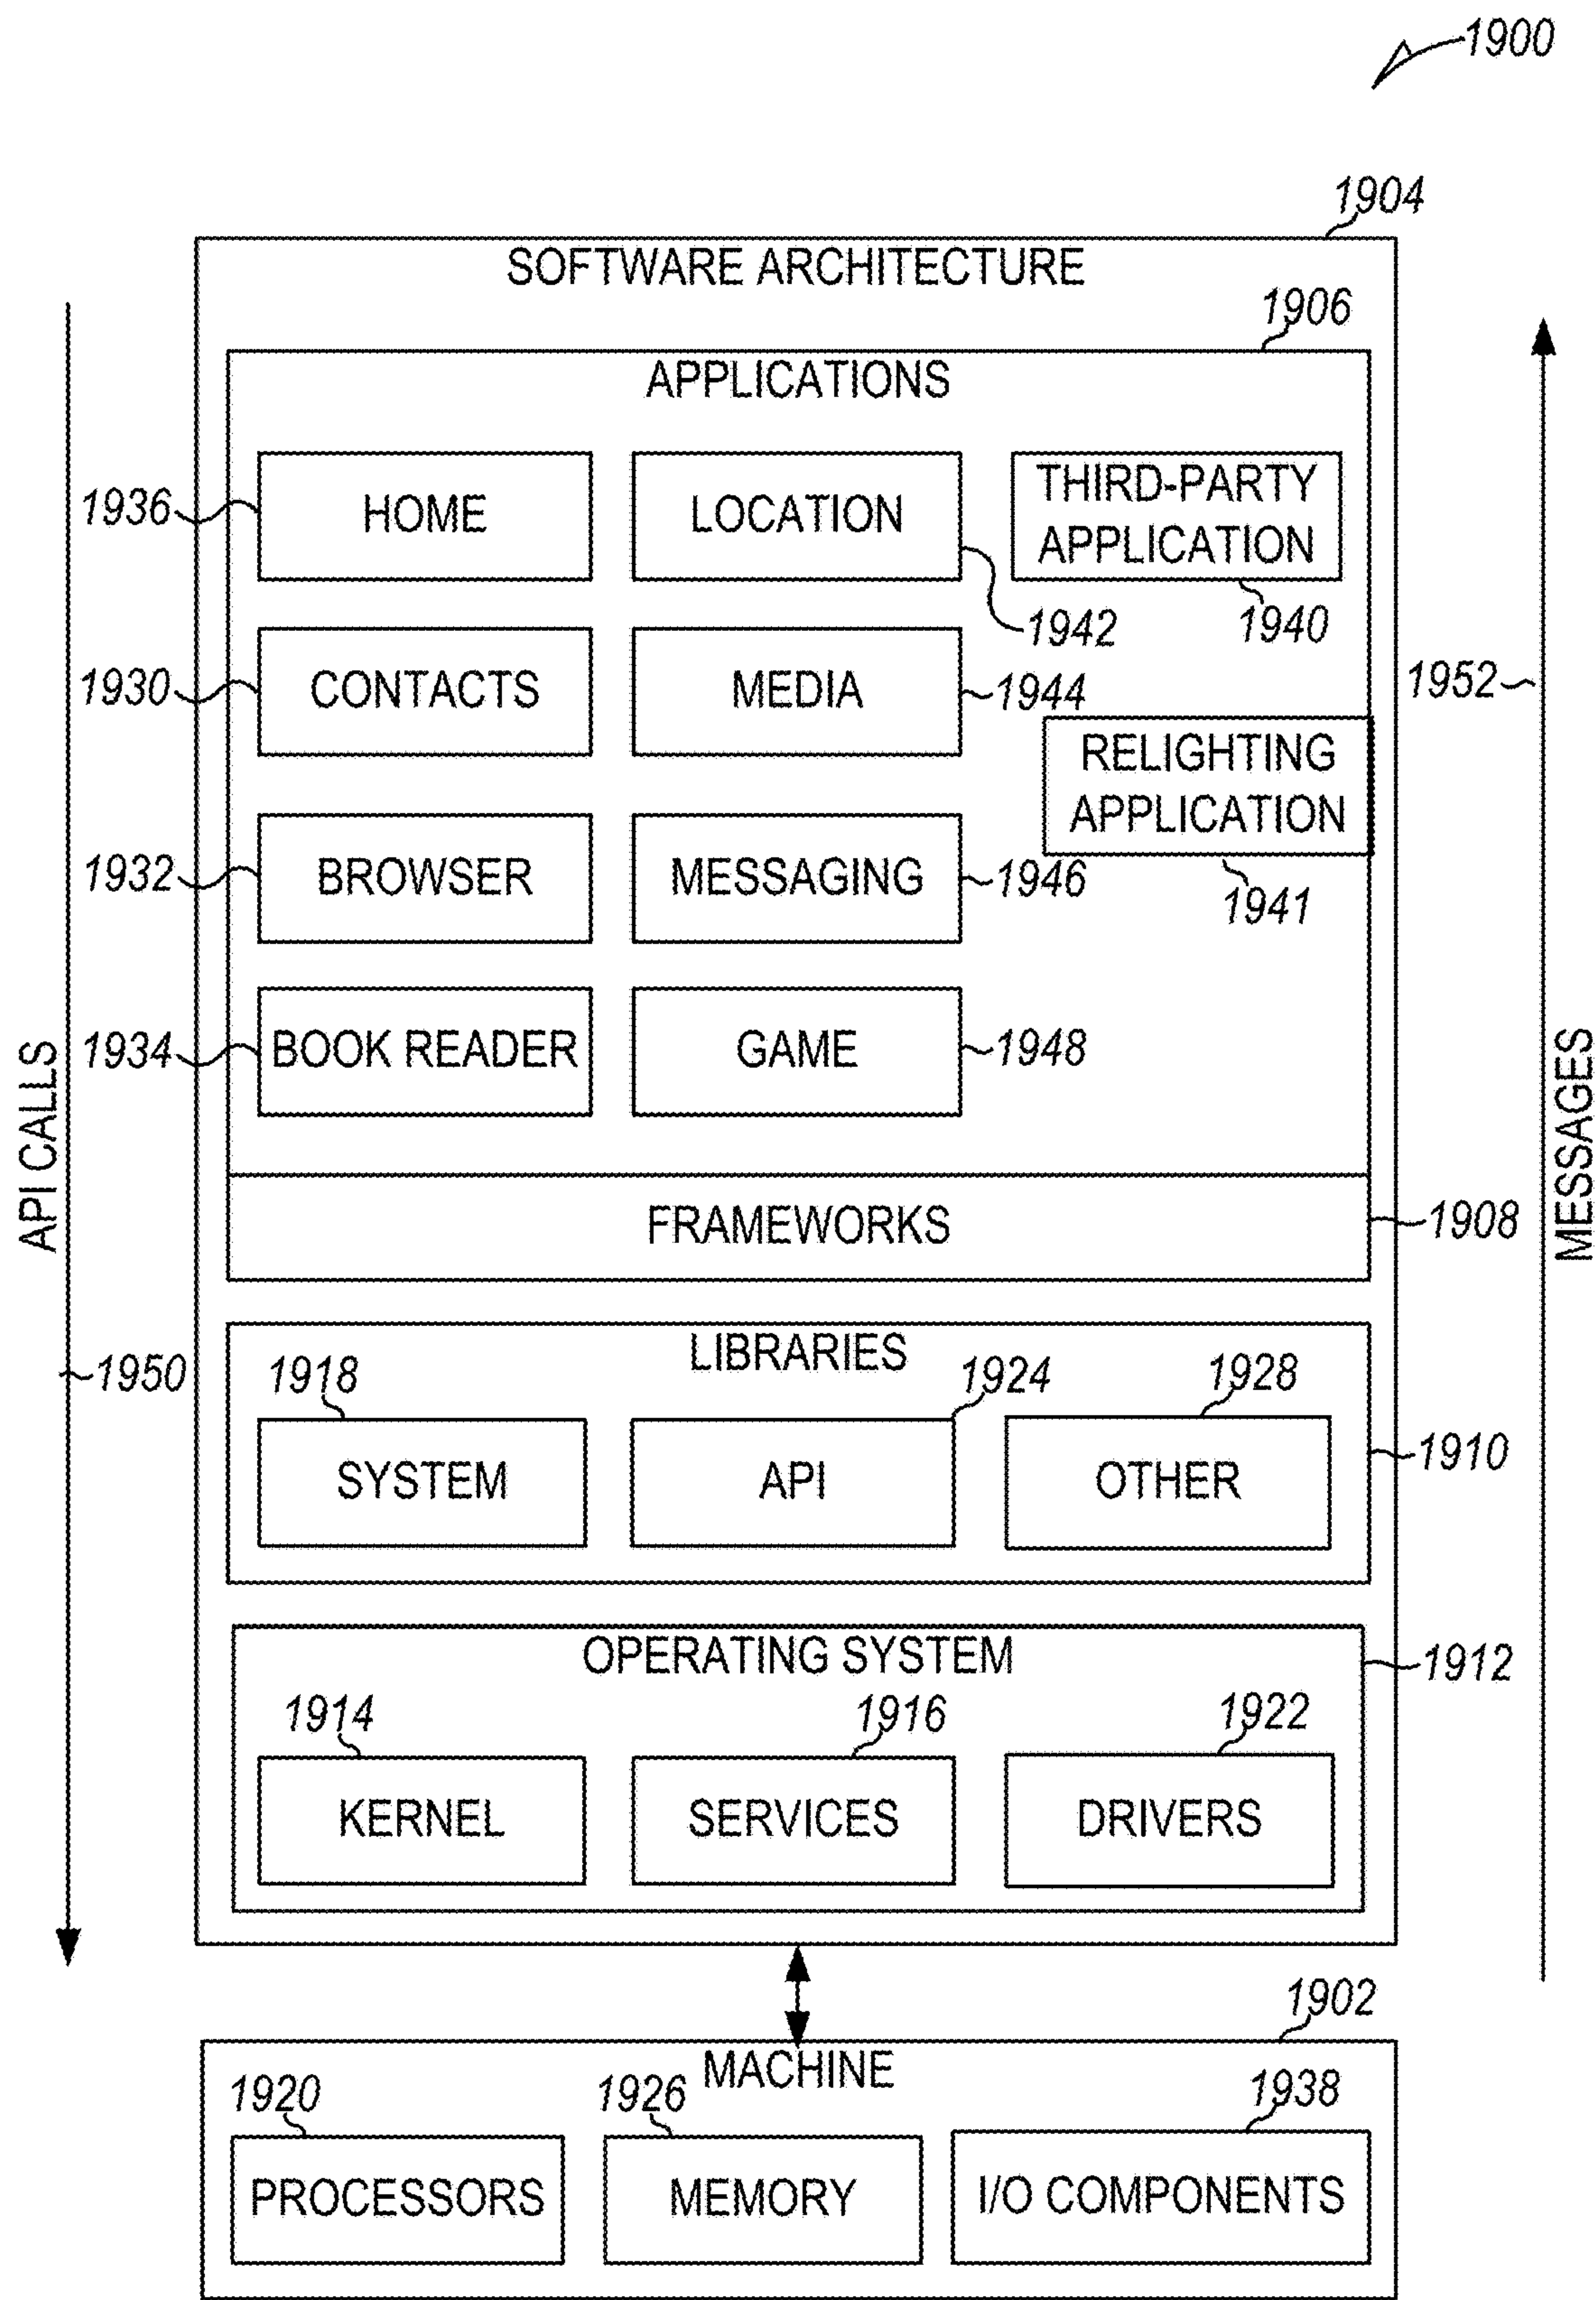 1900
1904
SOFTWARE ARCHITECTURE
1906
APPLICATIONS
1936
HOME
LOCATION
1942
THIRD-PARTY
APPLICATION
1940
1930
CONTACTS
MEDIA
1944
RELIGHTING
APPLICATION
1941
1952
1932
BROWSER
MESSAGING
1946
1934
BOOK READER
GAME
1948
API CALLS
MESSAGES
FRAMEWORKS
1908
1950
LIBRARIES
1918
SYSTEM
1924
API
1928
OTHER
1910
OPERATING SYSTEM
1912
1914
KERNEL
1916
SERVICES
1922
DRIVERS
1902
MACHINE
1920
PROCESSORS
1926
MEMORY
1938
I/O COMPONENTS